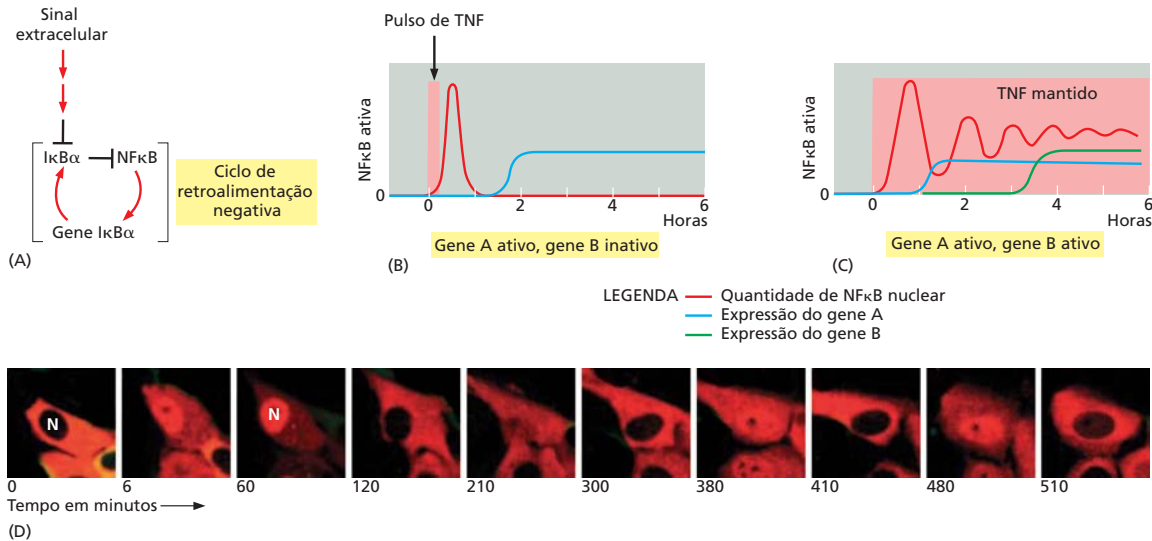 Sinal
extracelular
IκBα
NFκB
Gene IκBα
Ciclo de
retroalimentação
negativa
(A)
Pulso de TNF
NFκB ativa
0
0
2
4
6
Horas
Gene A ativo, gene B inativo
(B)
TNF mantido
NFκB ativa
0
0
2
4
6
Horas
Gene A ativo, gene B ativo
(C)
LEGENDA
Quantidade de NFκB nuclear
Expressão do gene A
Expressão do gene B
N
N
0
6
60
120
210
300
380
410
480
510
Tempo em minutos
(D)